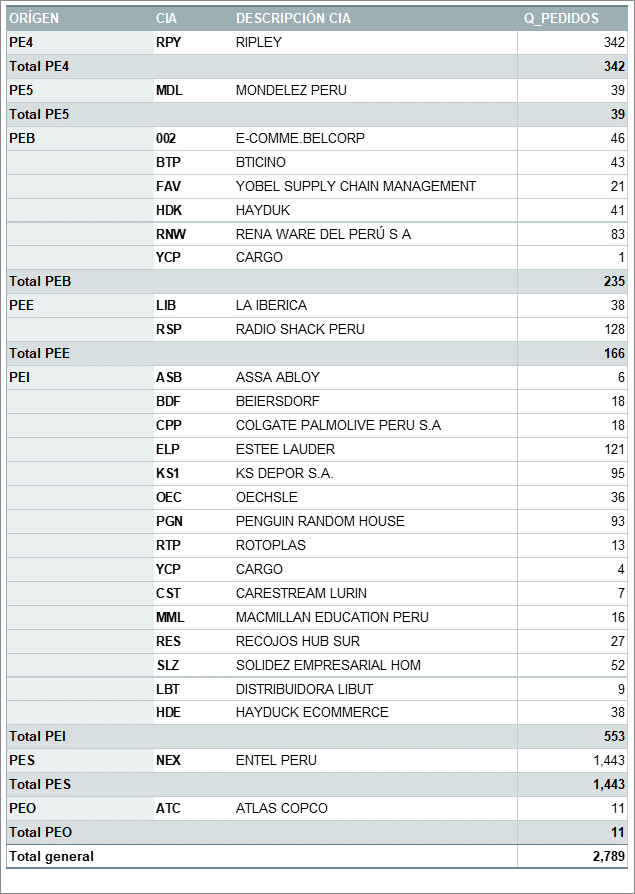 ORÍGEN CIA DESCRIPCIÓN CIA Q_PEDIDOS
PE4 RPY RIPLEY 342
Total PE4 342
PE5 MDL MONDELEZ PERU 39
Total PE5 39
PEB 002 E-COMME.BELCORP 46
BTP BTICINO 43
FAV YOBEL SUPPLY CHAIN MANAGEMENT 21
HDK HAYDUK 41
RNW RENA WARE DEL PERÚ S A 83
YCP CARGO 1
Total PEB 235
PEE LIB LA IBERICA 38
RSP RADIO SHACK PERU 128
Total PEE 166
PEI ASB ASSA ABLOY 6
BDF BEIERSDORF 18
CPP COLGATE PALMOLIVE PERU S.A 18
ELP ESTEE LAUDER 121
KS1 KS DEPOR S.A. 95
OEC OECHSLE 36
PGN PENGUIN RANDOM HOUSE 93
RTP ROTOPLAS 13
YCP CARGO 4
CST CARESTREAM LURIN 7
MML MACMILLAN EDUCATION PERU 16
RES RECOJOS HUB SUR 27
SLZ SOLIDEZ EMPRESARIAL HOM 52
LBT DISTRIBUIDORA LIBUT 9
HDE HAYDUCK ECOMMERCE 38
Total PEI 553
PES NEX ENTEL PERU 1,443
Total PES 1,443
PEO ATC ATLAS COPCO 11
Total PEO 11
Total general 2,789